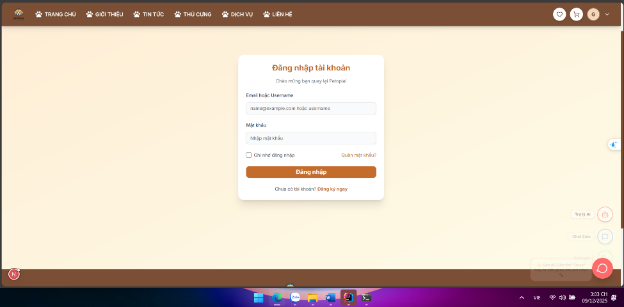 TRANG CHỦ
GIỚI THIỆU
TIN TỨC
THÚ CƯNG
DỊCH VỤ
LIÊN HỆ
Đăng nhập tài khoản
Chào mừng bạn quay lại Petopia!
Email hoặc Username
name@example.com hoặc username
Mật khẩu
Nhập mật khẩu
Ghi nhớ đăng nhập
Quên mật khẩu?
Đăng nhập
Chưa có tài khoản? Đăng ký ngay
3:03 CH
09/12/2025